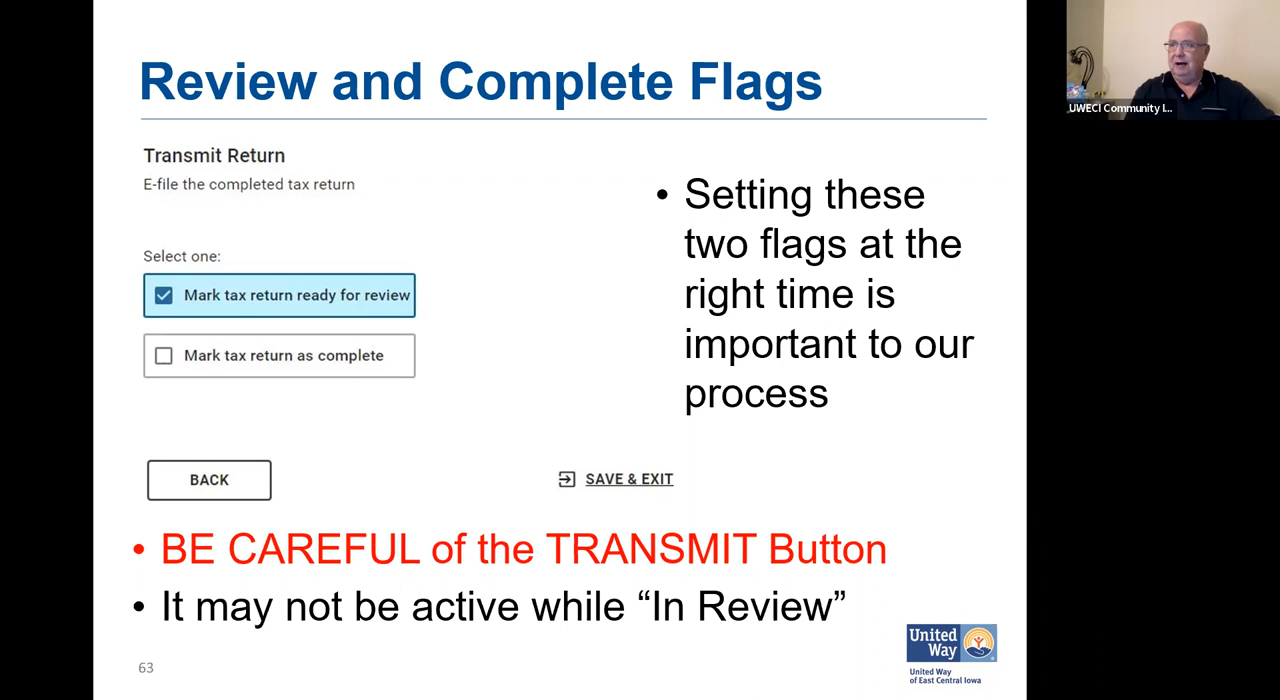 Review and Complete Flags
Transmit Return
E-file the completed tax return
Select one:
Mark tax return ready for review
Mark tax return as complete
BACK
SAVE & EXIT
• Setting these
two flags at the
right time is
important to our
process
• BE CAREFUL of the TRANSMIT Button
• It may not be active while “In Review”
63
United
Way
United Way
of East Central Iowa
UWECI Community I...